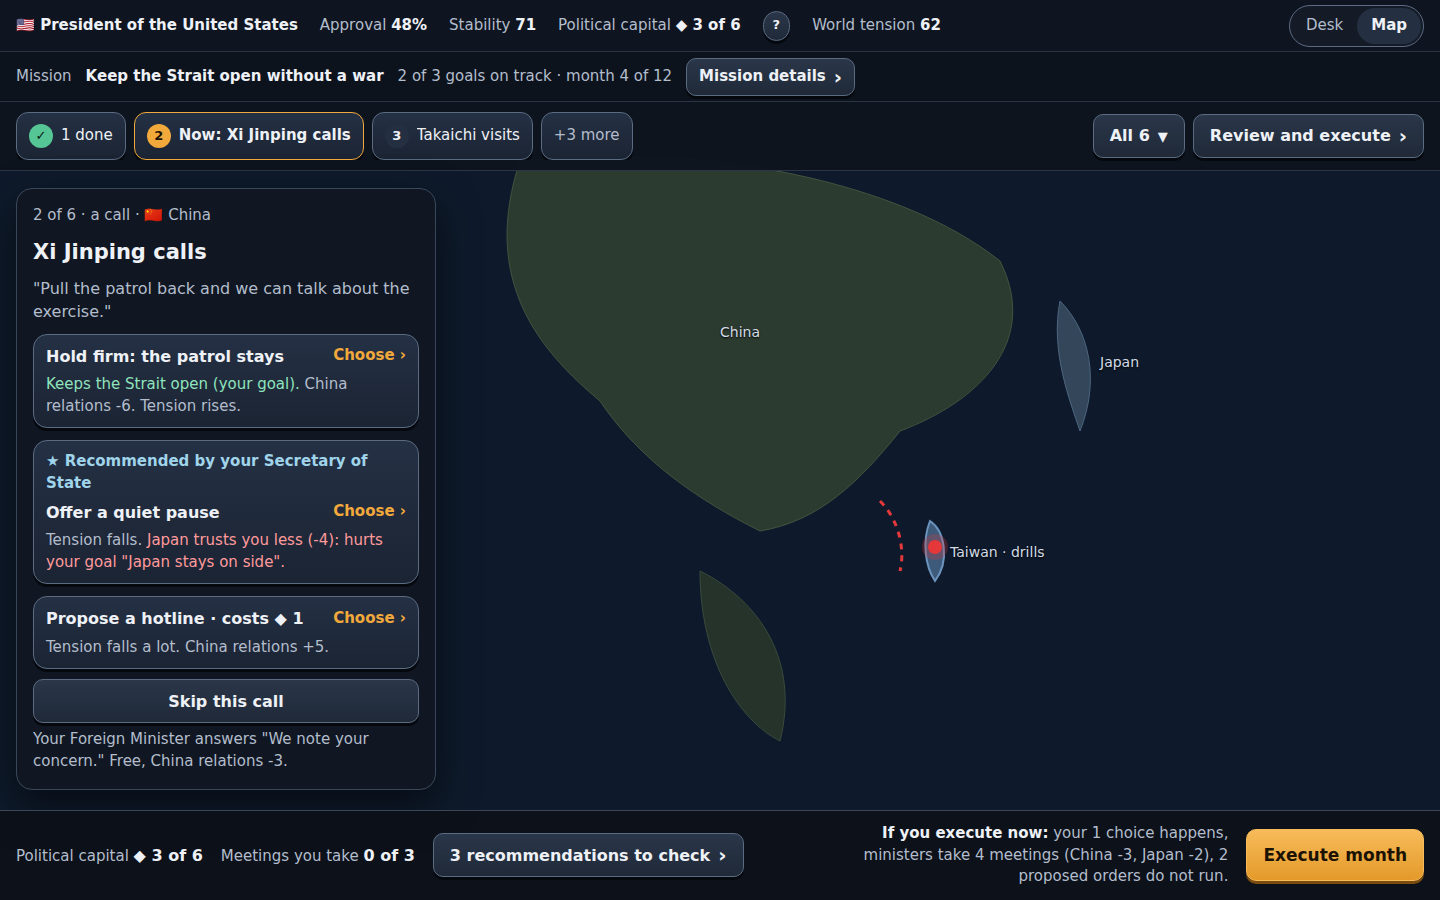 🇺🇸 President of the United States Approval 48% Stability 71 Political capital ◆ 3 of 6 ? World tension 62 Desk Map
Mission Keep the Strait open without a war 2 of 3 goals on track · month 4 of 12 Mission details ›
✓ 1 done 2 Now: Xi Jinping calls 3 Takaichi visits +3 more All 6 ▼ Review and execute ›
2 of 6 · a call · 🇨🇳 China
Xi Jinping calls
"Pull the patrol back and we can talk about the
exercise."
Hold firm: the patrol stays Choose ›
Keeps the Strait open (your goal). China
relations -6. Tension rises.
★ Recommended by your Secretary of
State
Offer a quiet pause Choose ›
Tension falls. Japan trusts you less (-4): hurts
your goal "Japan stays on side".
Propose a hotline · costs ◆ 1 Choose ›
Tension falls a lot. China relations +5.
Skip this call
Your Foreign Minister answers "We note your
concern." Free, China relations -3.
China
Japan
Taiwan · drills
Political capital ◆ 3 of 6 Meetings you take 0 of 3 3 recommendations to check ›
If you execute now: your 1 choice happens,
ministers take 4 meetings (China -3, Japan -2), 2
proposed orders do not run.
Execute month